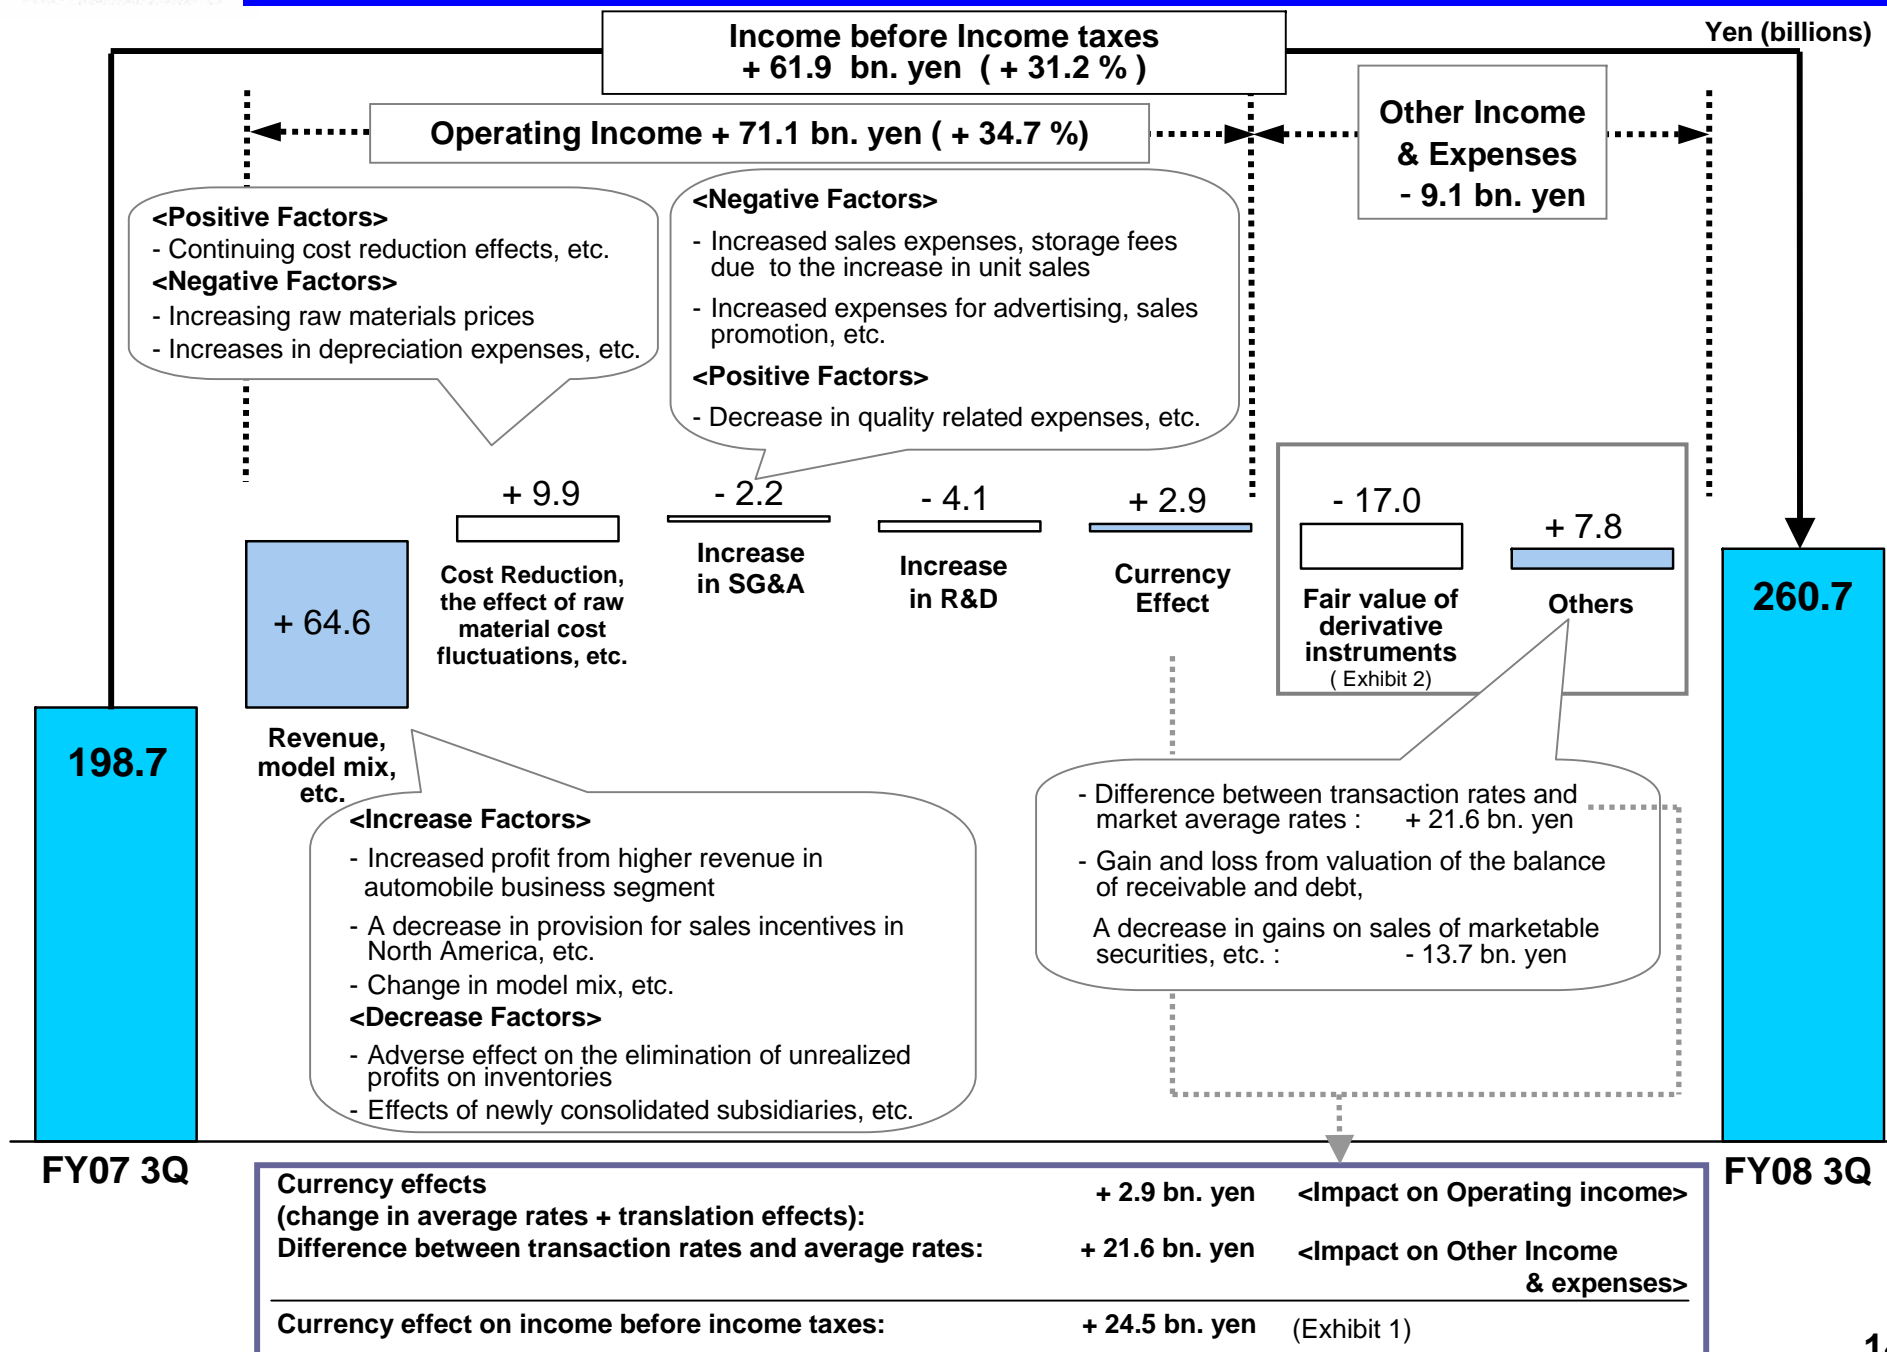 Yen (billions)
Income before Income taxes
+ 61.9 bn. yen ( + 31.2 % )
Operating Income + 71.1 bn. yen ( + 34.7 %)
Other Income
& Expenses
- 9.1 bn. yen
<Positive Factors>
- Continuing cost reduction effects, etc.
<Negative Factors>
- Increasing raw materials prices
- Increases in depreciation expenses, etc.
<Negative Factors>
- Increased sales expenses, storage fees
due to the increase in unit sales
- Increased expenses for advertising, sales
promotion, etc.
<Positive Factors>
- Decrease in quality related expenses, etc.
198.7
+ 64.6
Revenue,
model mix,
etc.
+ 9.9
Cost Reduction,
the effect of raw
material cost
fluctuations, etc.
- 2.2
Increase
in SG&A
- 4.1
Increase
in R&D
+ 2.9
Currency
Effect
- 17.0
Fair value of
derivative
instruments
( Exhibit 2)
+ 7.8
Others
260.7
<Increase Factors>
- Increased profit from higher revenue in
automobile business segment
- A decrease in provision for sales incentives in
North America, etc.
- Change in model mix, etc.
<Decrease Factors>
- Adverse effect on the elimination of unrealized
profits on inventories
- Effects of newly consolidated subsidiaries, etc.
- Difference between transaction rates and
market average rates : + 21.6 bn. yen
- Gain and loss from valuation of the balance
of receivable and debt,
A decrease in gains on sales of marketable
securities, etc. : - 13.7 bn. yen
FY07 3Q
FY08 3Q
Currency effects
(change in average rates + translation effects): + 2.9 bn. yen <Impact on Operating income>
Difference between transaction rates and average rates: + 21.6 bn. yen <Impact on Other Income
& expenses>
Currency effect on income before income taxes: + 24.5 bn. yen (Exhibit 1)